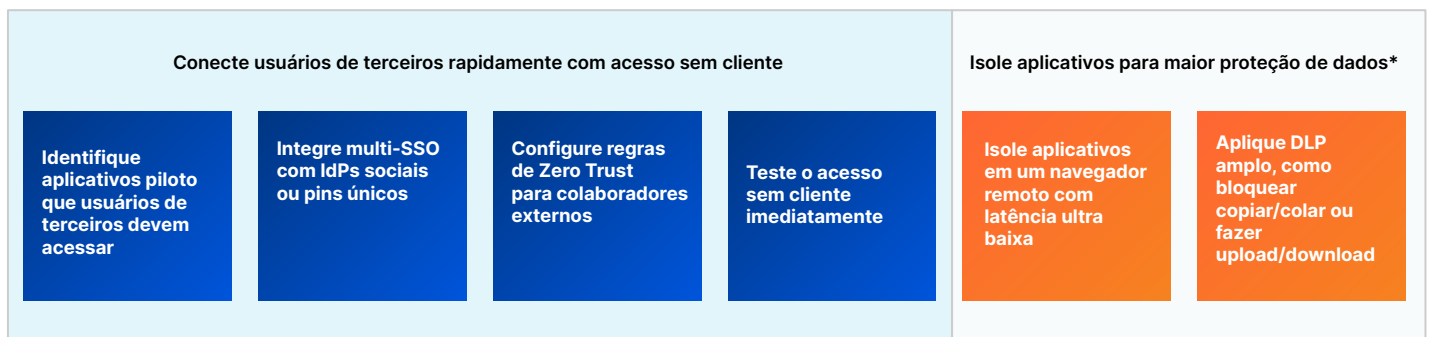 Conecte usuários de terceiros rapidamente com acesso sem cliente
Identifique
aplicativos piloto
que usuários de
terceiros devem
acessar
Integre multi-SSO
com IdPs sociais
ou pins únicos
Configure regras
de Zero Trust
para colaboradores
externos
Teste o acesso
sem cliente
imediatamente
Isole aplicativos para maior proteção de dados*
Isole aplicativos
em um navegador
remoto com
latência ultra
baixa
Aplique DLP
amplo, como
bloquear
copiar/colar ou
fazer
upload/download